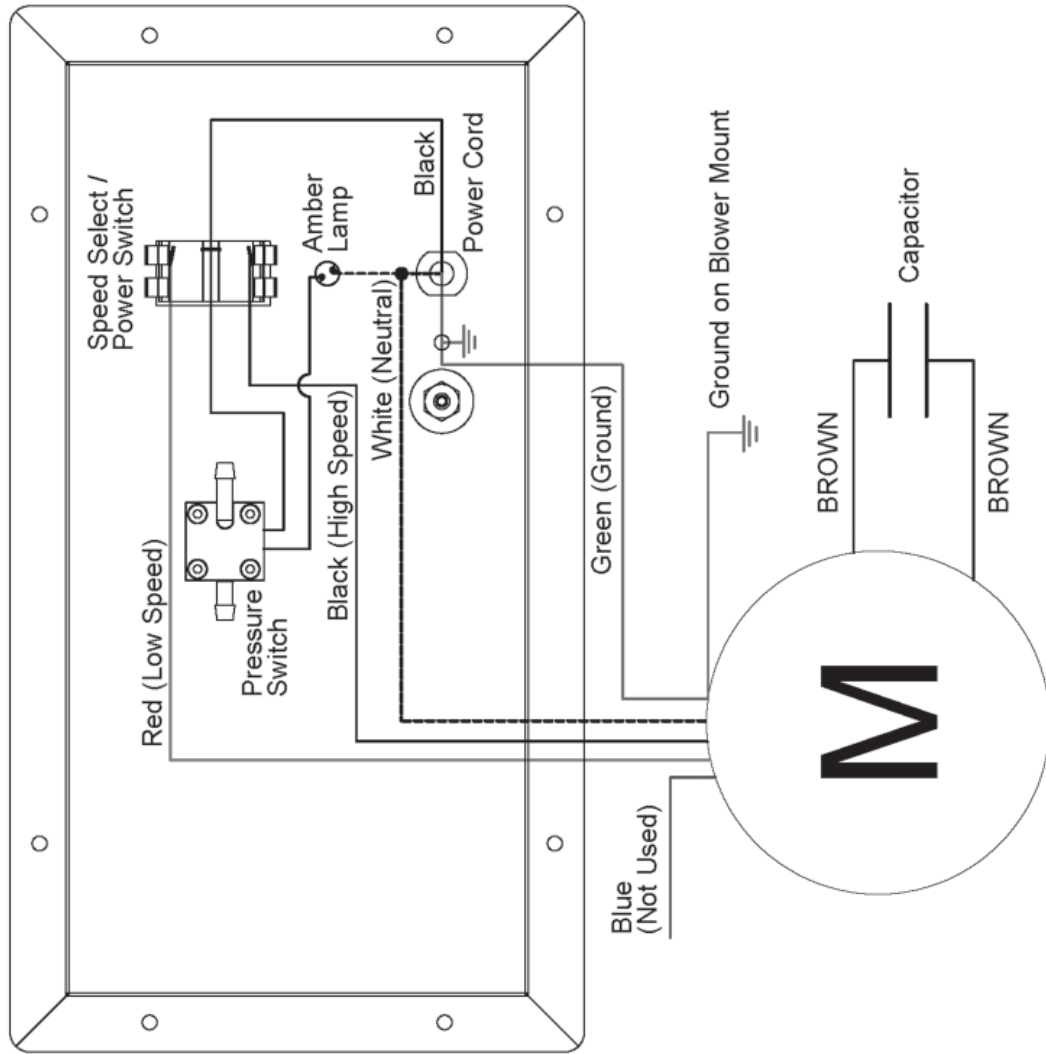 Speed Select /
Power Switch
Amber
Lamp
Black
Power Cord
White (Neutral)
Red (Low Speed)
Pressure
Switch
Black (High Speed)
Green (Ground)
Ground on Blower Mount
Capacitor
BROWN
BROWN
Blue
(Not Used)
M